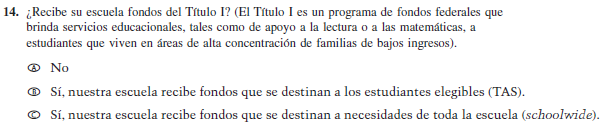 14. ¿Recibe su escuela fondos del Título I? (El Título I es un programa de fondos federales que
brinda servicios educacionales, tales como de apoyo a la lectura o a las matemáticas, a
estudiantes que viven en áreas de alta concentración de familias de bajos ingresos).
Ⓐ No
Ⓑ Sí, nuestra escuela recibe fondos que se destinan a los estudiantes elegibles (TAS).
Ⓒ Sí, nuestra escuela recibe fondos que se destinan a necesidades de toda la escuela (schoolwide).